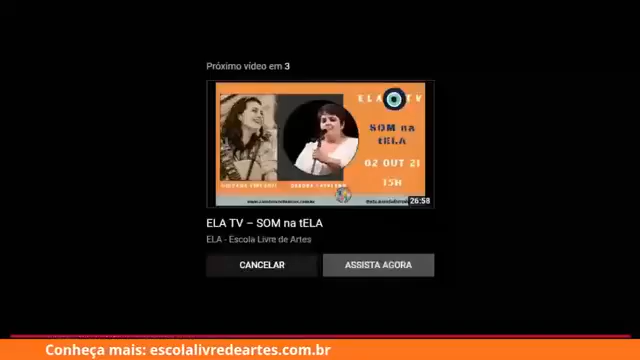 Próximo vídeo em 3
ELA TV
SOM na
tELA
02 OUT 21
15H
26:58
ELA TV – SOM na tELA
ELA - Escola Livre de Artes
CANCELAR
ASSISTA AGORA
Conheça mais: escolalivredeartes.com.br